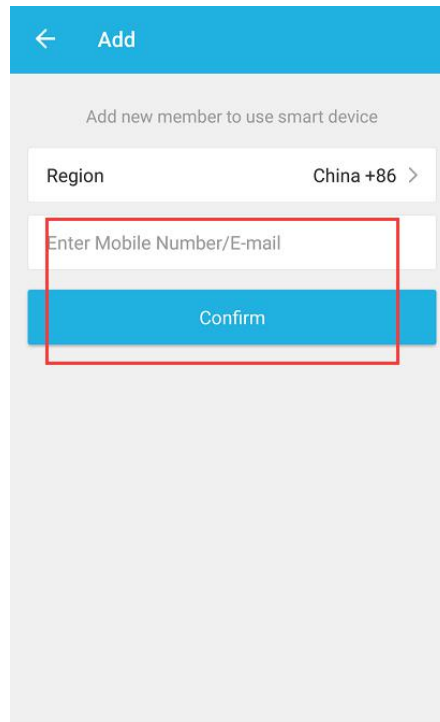 Add
Add new member to use smart device
Region China +86
Enter Mobile Number/E-mail
Confirm